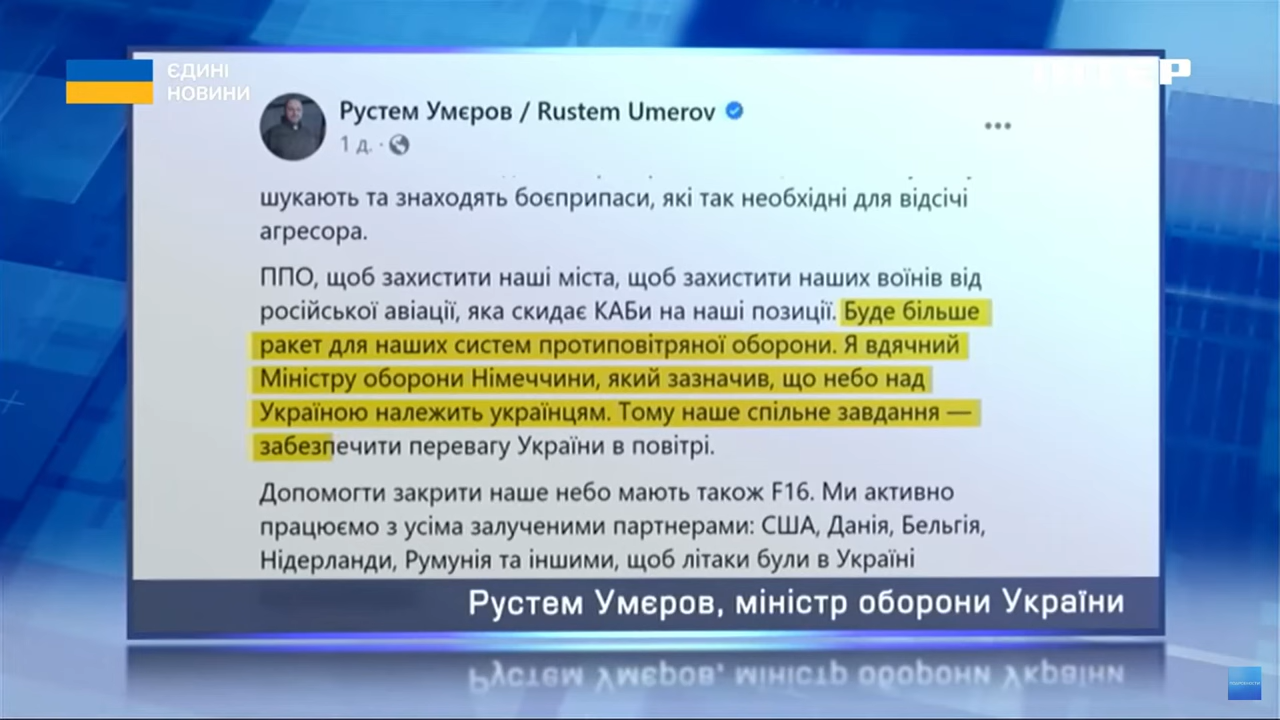 ЄДИНІ
НОВИНИ
ІНТЕР
Рустем Умєров / Rustem Umerov
1 д.
шукають та знаходять боєприпаси, які так необхідні для відсічі
агресора.
ППО, щоб захистити наші міста, щоб захистити наших воїнів від
російської авіації, яка скидає КАБи на наші позиції. Буде більше
ракет для наших систем протиповітряної оборони. Я вдячний
Міністру оборони Німеччини, який зазначив, що небо над
Україною належить українцям. Тому наше спільне завдання —
забезпечити перевагу України в повітрі.
Допомогти закрити наше небо мають також F16. Ми активно
працюємо з усіма залученими партнерами: США, Данія, Бельгія,
Нідерланди, Румунія та іншими, щоб літаки були в Україні
Рустем Умєров, міністр оборони України